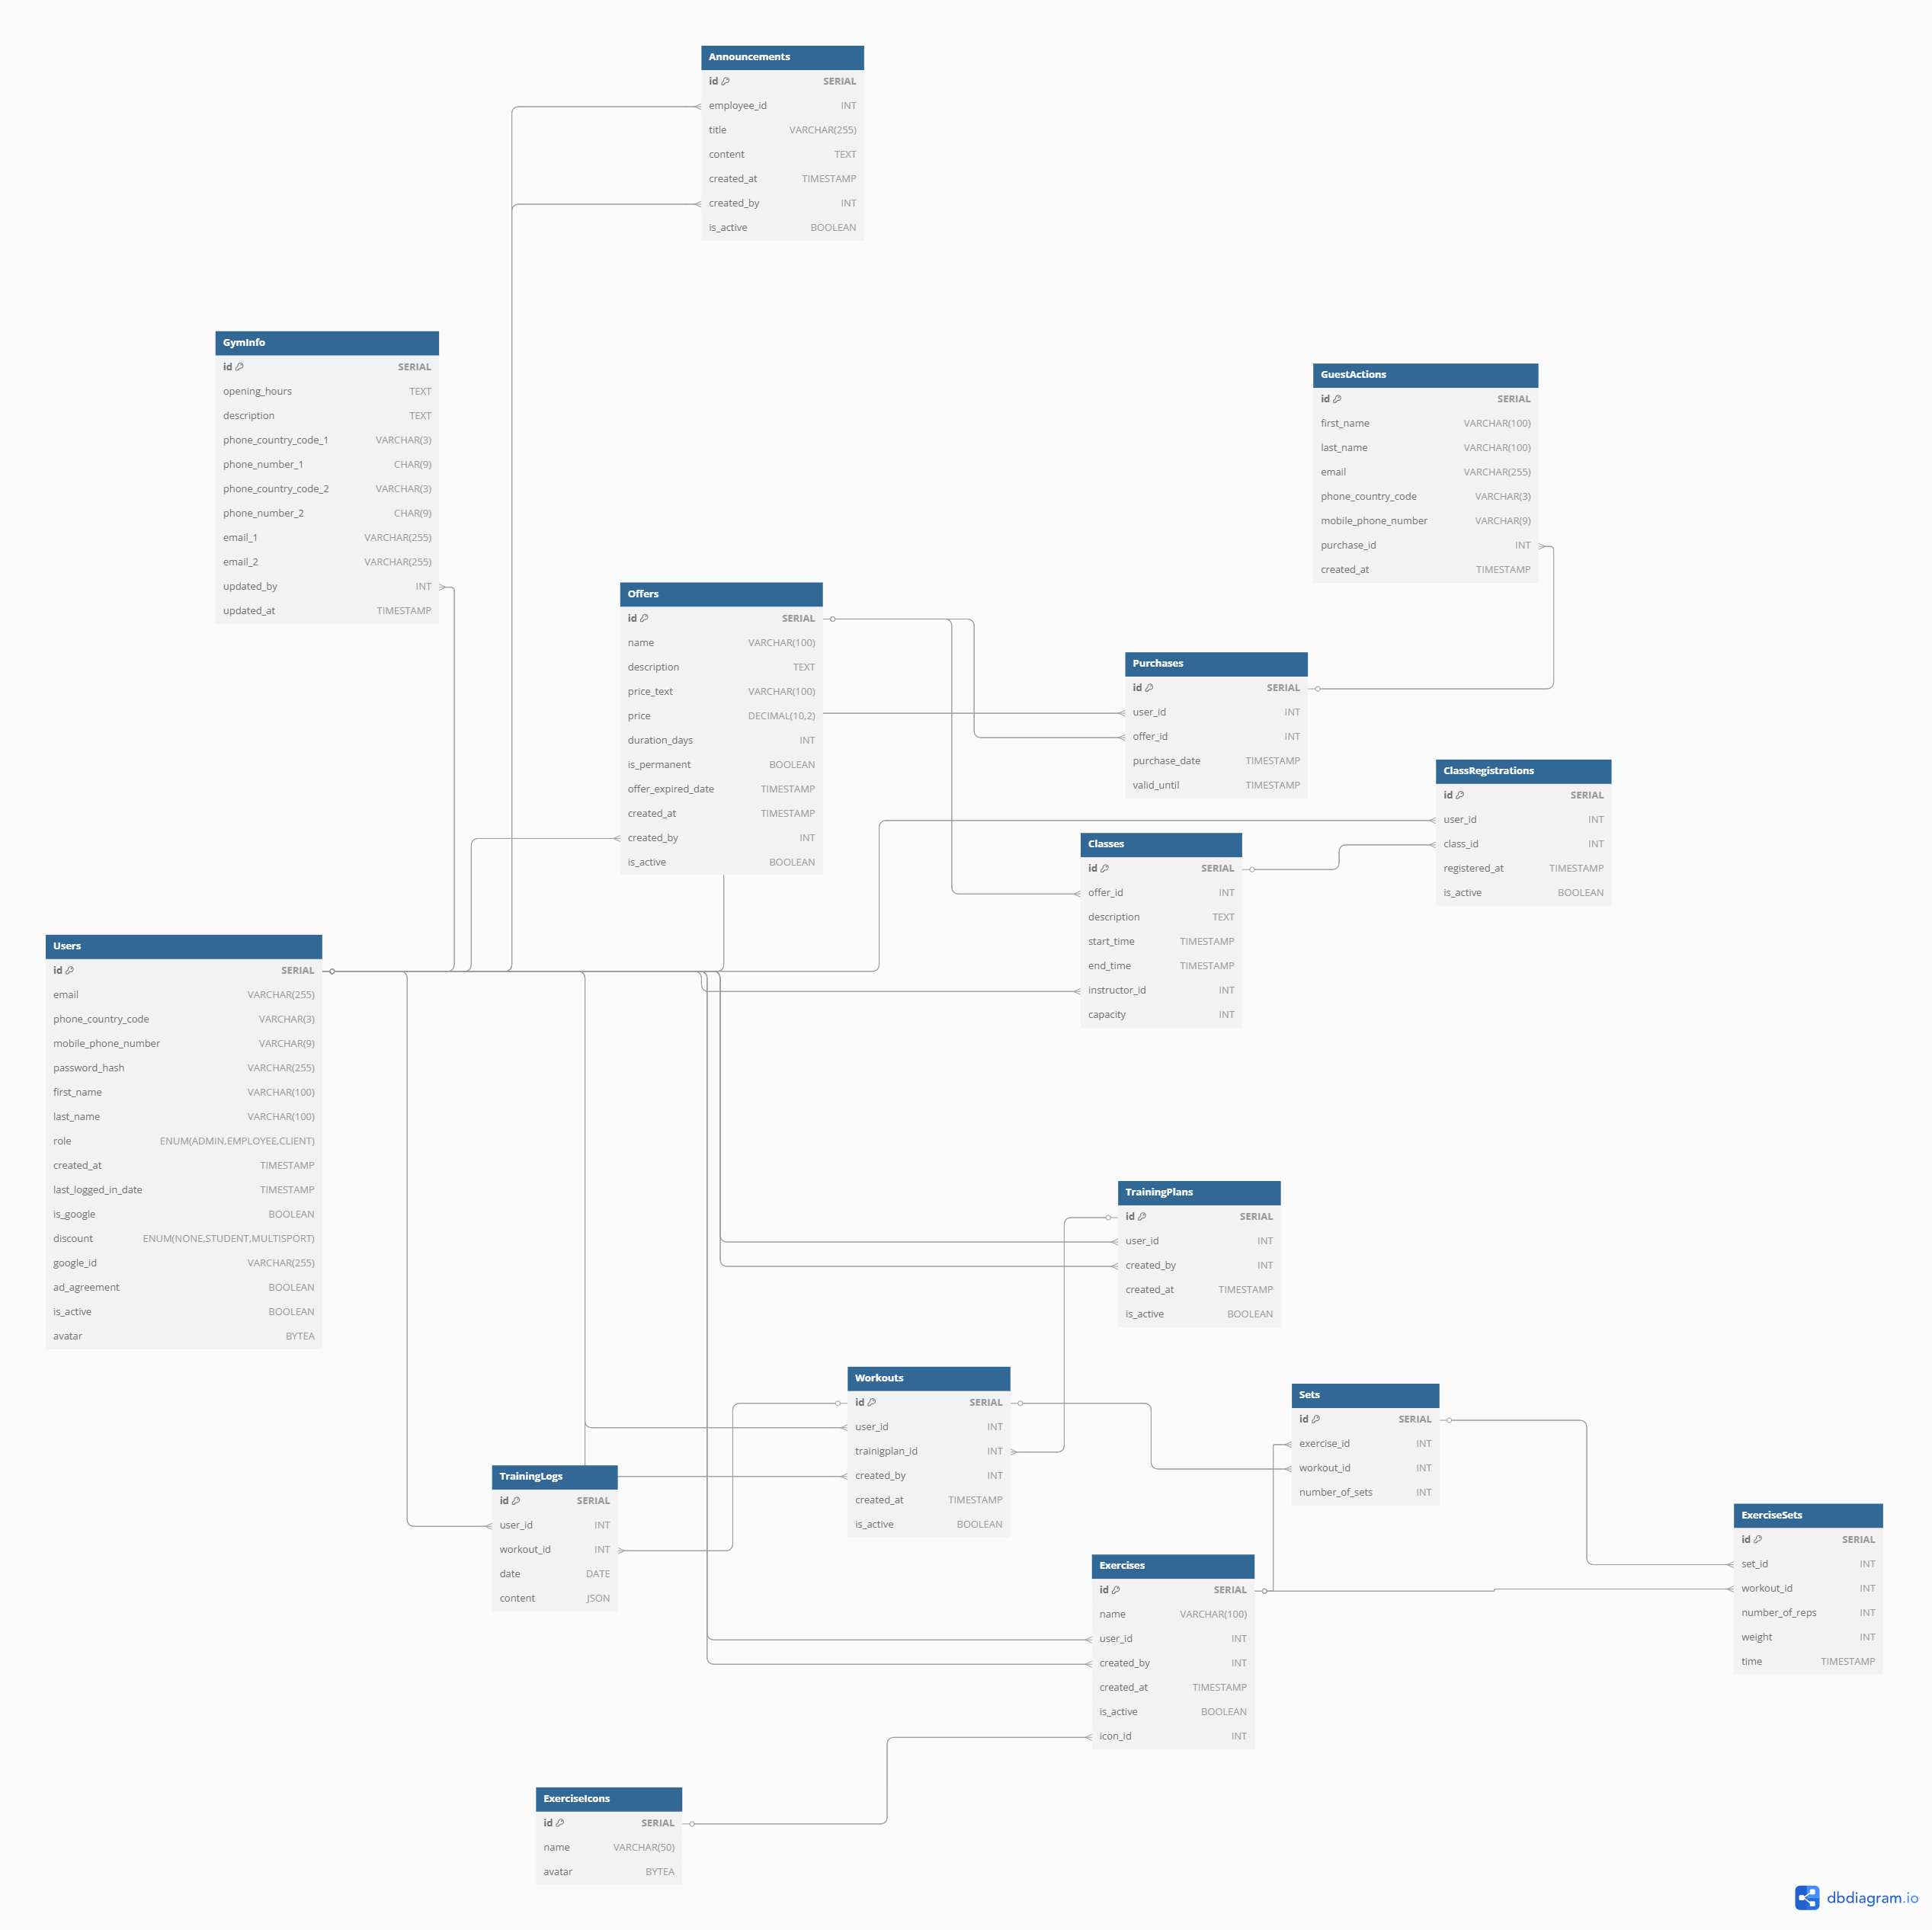 Announcements
id SERIAL
employee_id INT
title VARCHAR(255)
content TEXT
created_at TIMESTAMP
created_by INT
is_active BOOLEAN
GymInfo
id SERIAL
opening_hours TEXT
description TEXT
phone_country_code_1 VARCHAR(3)
phone_number_1 CHAR(9)
phone_country_code_2 VARCHAR(3)
phone_number_2 CHAR(9)
email_1 VARCHAR(255)
email_2 VARCHAR(255)
updated_by INT
updated_at TIMESTAMP
GuestActions
id SERIAL
first_name VARCHAR(100)
last_name VARCHAR(100)
email VARCHAR(255)
phone_country_code VARCHAR(3)
mobile_phone_number VARCHAR(9)
purchase_id INT
created_at TIMESTAMP
Offers
id SERIAL
name VARCHAR(100)
description TEXT
price_text VARCHAR(100)
price DECIMAL(10,2)
duration_days INT
is_permanent BOOLEAN
offer_expired_date TIMESTAMP
created_at TIMESTAMP
created_by INT
is_active BOOLEAN
Purchases
id SERIAL
user_id INT
offer_id INT
purchase_date TIMESTAMP
valid_until TIMESTAMP
ClassRegistrations
id SERIAL
user_id INT
class_id INT
registered_at TIMESTAMP
is_active BOOLEAN
Classes
id SERIAL
offer_id INT
description TEXT
start_time TIMESTAMP
end_time TIMESTAMP
instructor_id INT
capacity INT
Users
id SERIAL
email VARCHAR(255)
phone_country_code VARCHAR(3)
mobile_phone_number VARCHAR(9)
password_hash VARCHAR(255)
first_name VARCHAR(100)
last_name VARCHAR(100)
role ENUM(ADMIN,EMPLOYEE,CLIENT)
created_at TIMESTAMP
last_logged_in_date TIMESTAMP
is_google BOOLEAN
discount ENUM(NONE,STUDENT,MULTISPORT)
google_id VARCHAR(255)
ad_agreement BOOLEAN
is_active BOOLEAN
avatar BYTEA
TrainingPlans
id SERIAL
user_id INT
created_by INT
created_at TIMESTAMP
is_active BOOLEAN
Workouts
id SERIAL
user_id INT
trainigplan_id INT
created_by INT
created_at TIMESTAMP
is_active BOOLEAN
Sets
id SERIAL
exercise_id INT
workout_id INT
number_of_sets INT
TrainingLogs
id SERIAL
user_id INT
workout_id INT
date DATE
content JSON
ExerciseSets
id SERIAL
set_id INT
workout_id INT
number_of_reps INT
weight INT
time TIMESTAMP
Exercises
id SERIAL
name VARCHAR(100)
user_id INT
created_by INT
created_at TIMESTAMP
is_active BOOLEAN
icon_id INT
ExerciseIcons
id SERIAL
name VARCHAR(50)
avatar BYTEA
dbdiagram.io